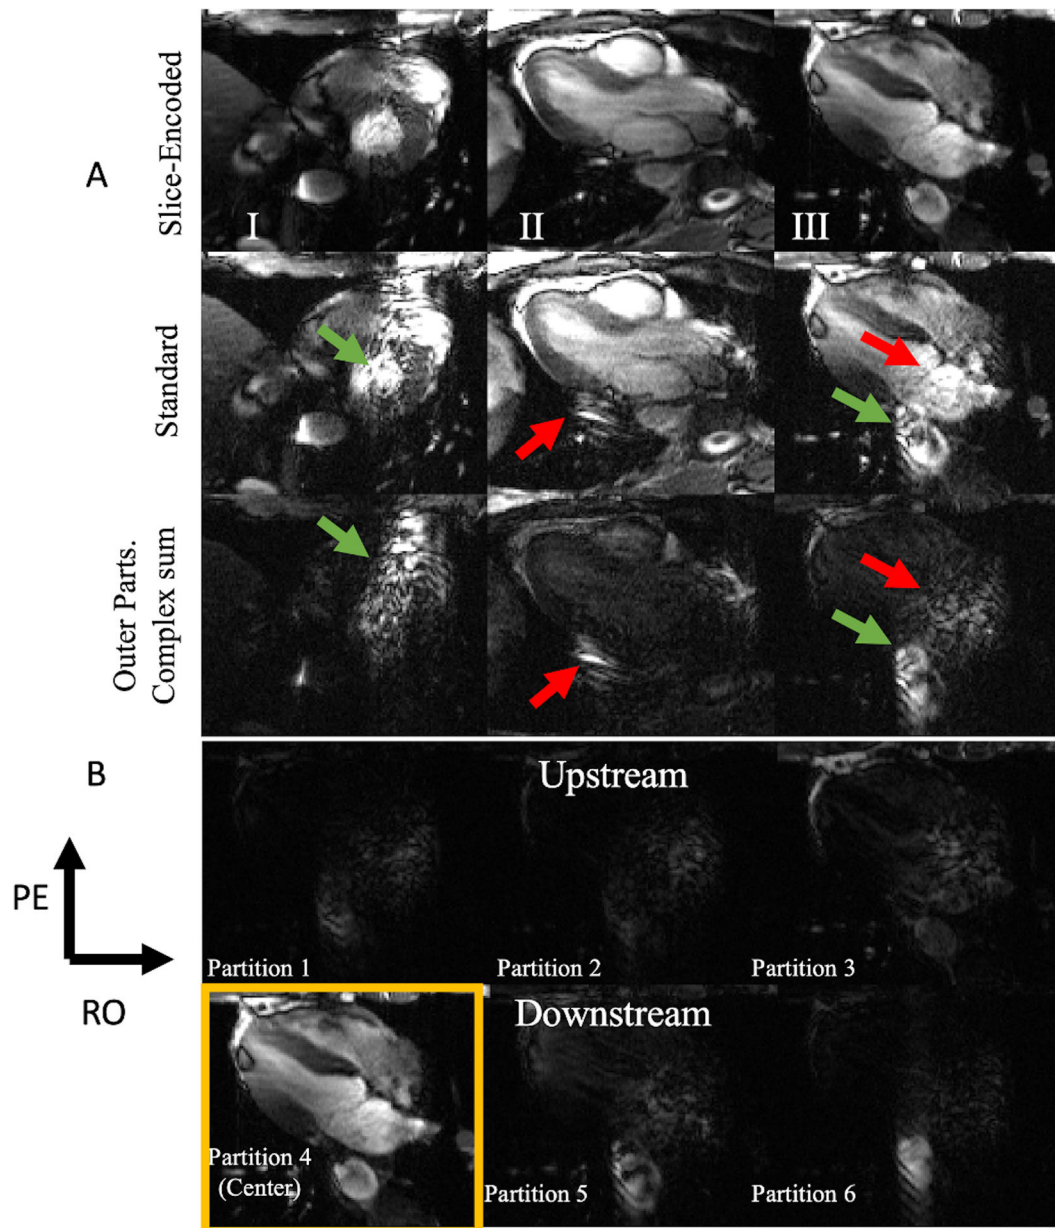 A
Slice-Encoded
I
II
III
Standard
Outer Parts.
Complex sum
B
Upstream
PE
RO
Partition 1
Partition 2
Partition 3
Downstream
Partition 4
(Center)
Partition 5
Partition 6